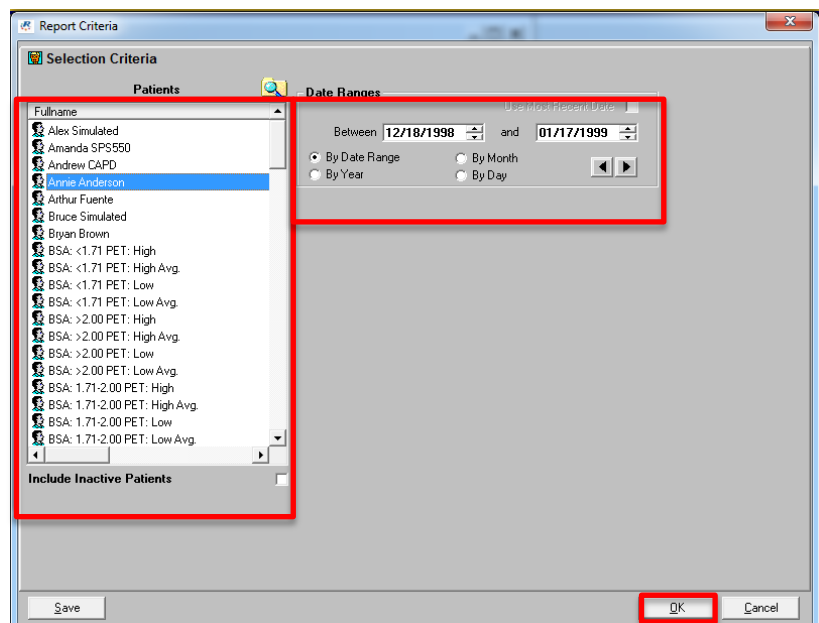 Report Criteria
Selection Criteria
Patients
Fullname
Alex Simulated
Amanda SPS550
Andrew CAPD
Annie Anderson
Arthur Fuente
Bruce Simulated
Bryan Brown
BSA: <1.71 PET: High
BSA: <1.71 PET: High Avg.
BSA: <1.71 PET: Low
BSA: <1.71 PET: Low Avg.
BSA: >2.00 PET: High
BSA: >2.00 PET: High Avg.
BSA: >2.00 PET: Low
BSA: >2.00 PET: Low Avg.
BSA: 1.71-2.00 PET: High
BSA: 1.71-2.00 PET: High Avg.
BSA: 1.71-2.00 PET: Low
BSA: 1.71-2.00 PET: Low Avg.
Include Inactive Patients
Date Ranges
Use Most Recent Date
Between 12/18/1998 and 01/17/1999
By Date Range By Month
By Year By Day
Save OK Cancel